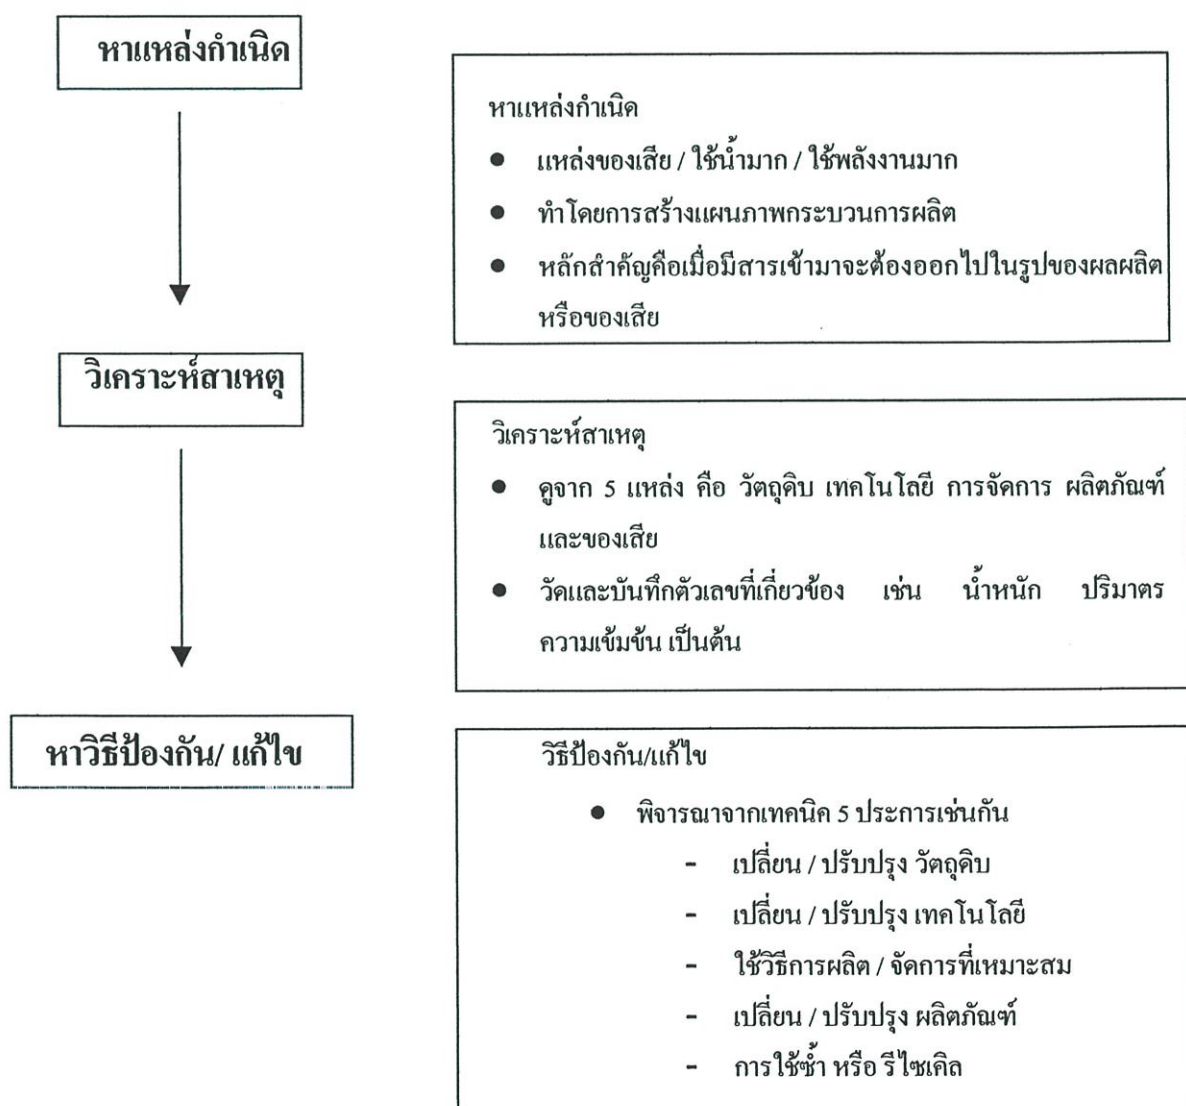 หาแหล่งกำเนิด
หาแหล่งกำเนิด
● แหล่งของเสีย / ใช้น้ำมาก / ใช้พลังงานมาก
● ทำโดยการสร้างแผนภาพกระบวนการผลิต
● หลักสำคัญคือเมื่อมีสารเข้ามาจะต้องออกไปในรูปของผลผลิต
หรือของเสีย
วิเคราะห์สาเหตุ
วิเคราะห์สาเหตุ
● ดูจาก 5 แหล่ง คือ วัตถุดิบ เทคโนโลยี การจัดการ ผลิตภัณฑ์
และของเสีย
● วัดและบันทึกตัวเลขที่เกี่ยวข้อง เช่น น้ำหนัก ปริมาตร
ความเข้มข้น เป็นต้น
หาวิธีป้องกัน/ แก้ไข
วิธีป้องกัน/แก้ไข
● พิจารณาจากเทคนิค 5 ประการเช่นกัน
- เปลี่ยน / ปรับปรุง วัตถุดิบ
- เปลี่ยน / ปรับปรุง เทคโนโลยี
- ใช้วิธีการผลิต / จัดการที่เหมาะสม
- เปลี่ยน / ปรับปรุง ผลิตภัณฑ์
- การใช้ซ้ำ หรือ รีไซเคิล